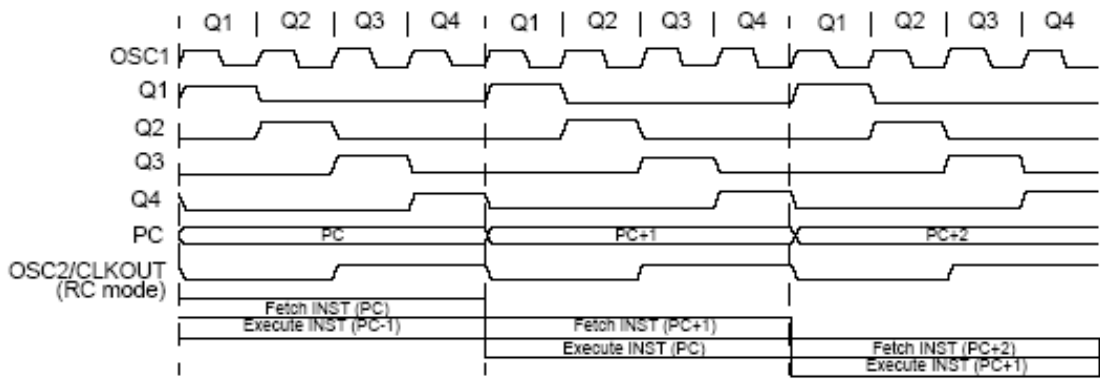 Q1 | Q2 | Q3 | Q4 | Q1 | Q2 | Q3 | Q4 | Q1 | Q2 | Q3 | Q4
OSC1
Q1
Q2
Q3
Q4
PC PC PC+1 PC+2
OSC2/CLKOUT
(RC mode)
Fetch INST (PC)
Execute INST (PC-1) Fetch INST (PC+1)
Execute INST (PC) Fetch INST (PC+2)
Execute INST (PC+1)